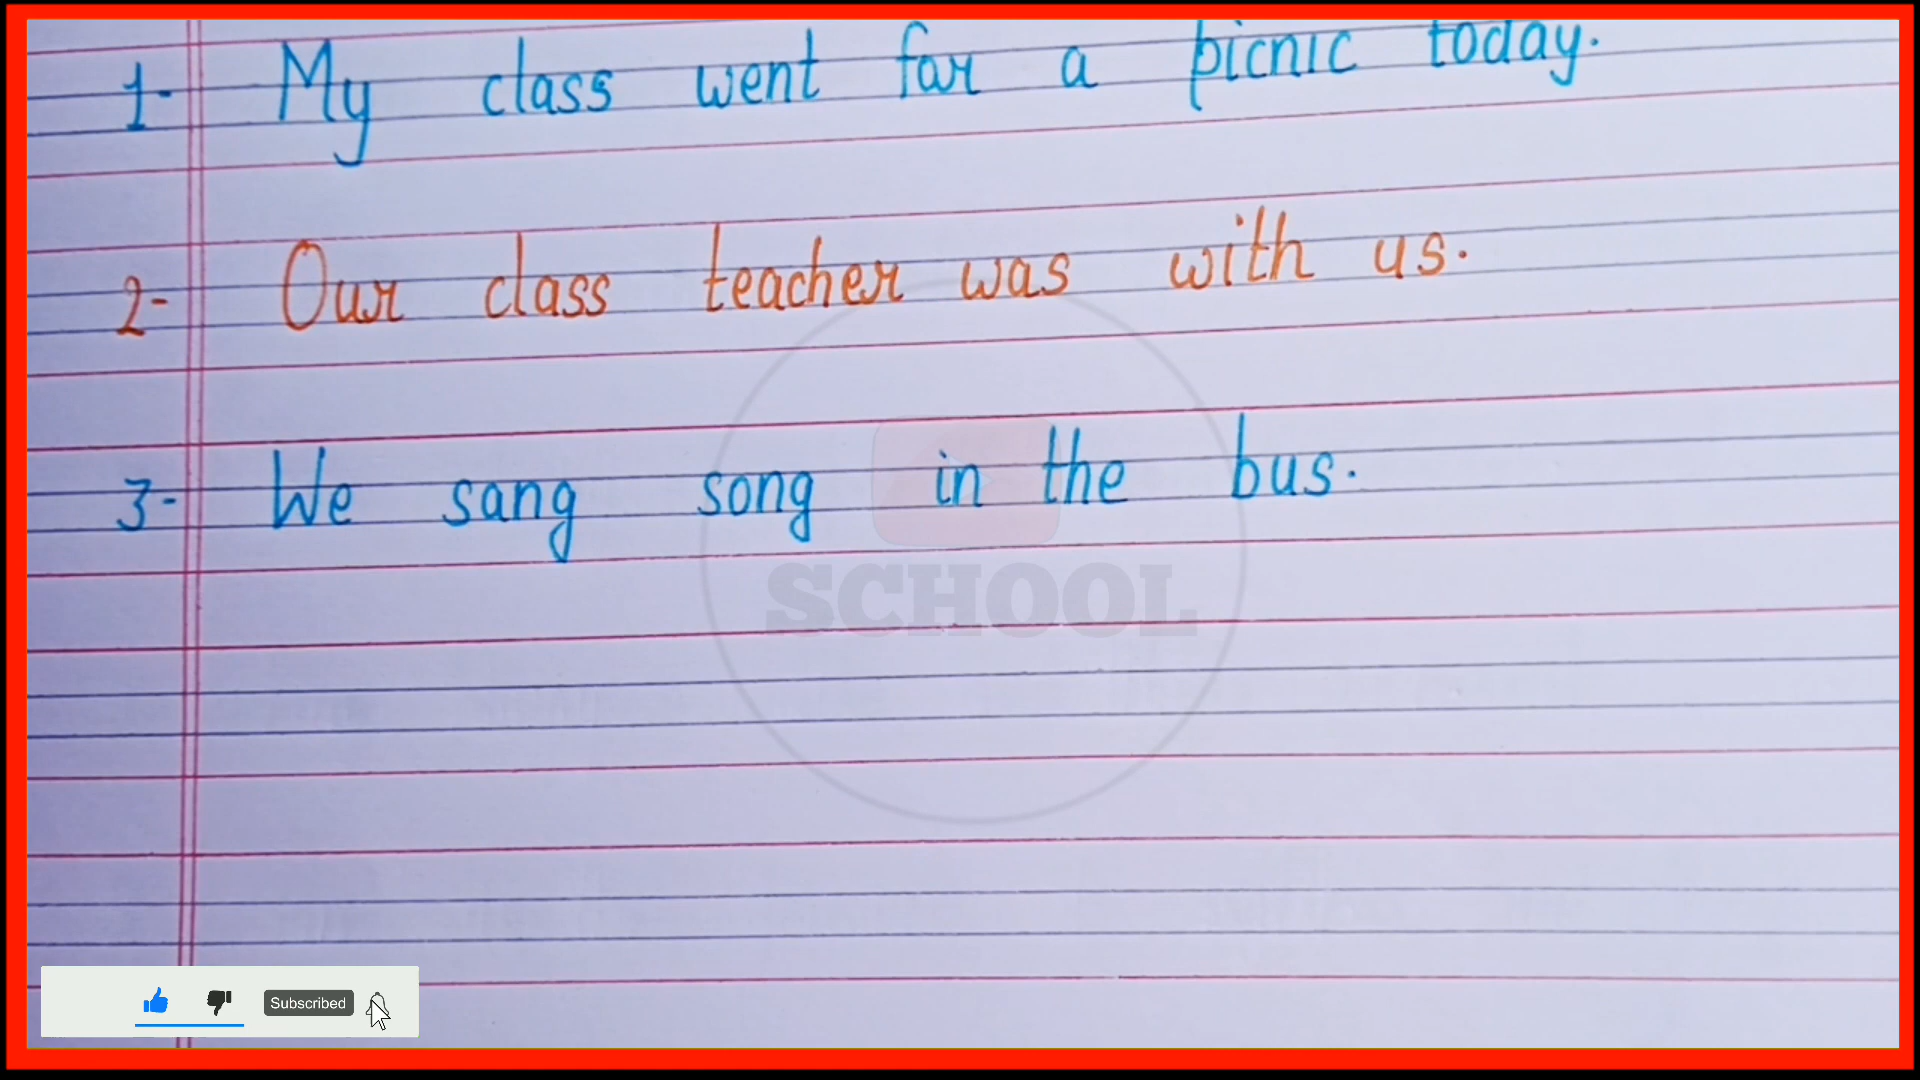 1- My class went for a picnic today.
2- Our class teacher was with us.
3- We sang song in the bus.
SCHOOL
Subscribed